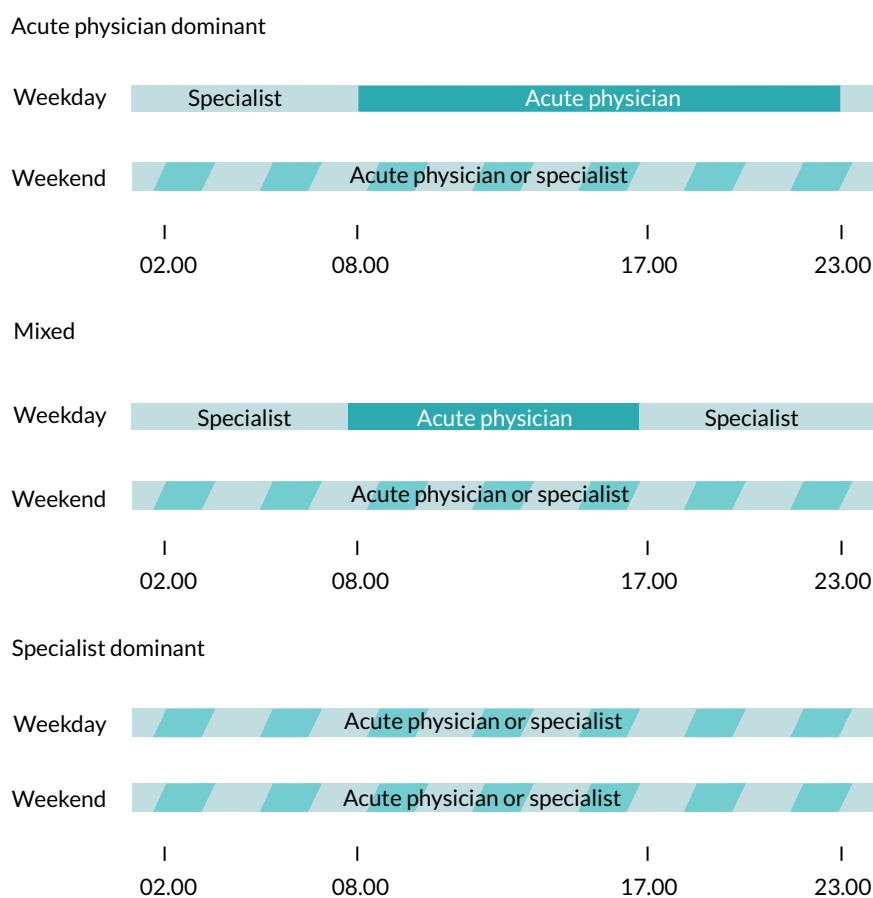 Acute physician dominant
Weekday Specialist Acute physician
Weekend Acute physician or specialist
02.00 08.00 17.00 23.00
Mixed
Weekday Specialist Acute physician Specialist
Weekend Acute physician or specialist
02.00 08.00 17.00 23.00
Specialist dominant
Weekday Acute physician or specialist
Weekend Acute physician or specialist
02.00 08.00 17.00 23.00